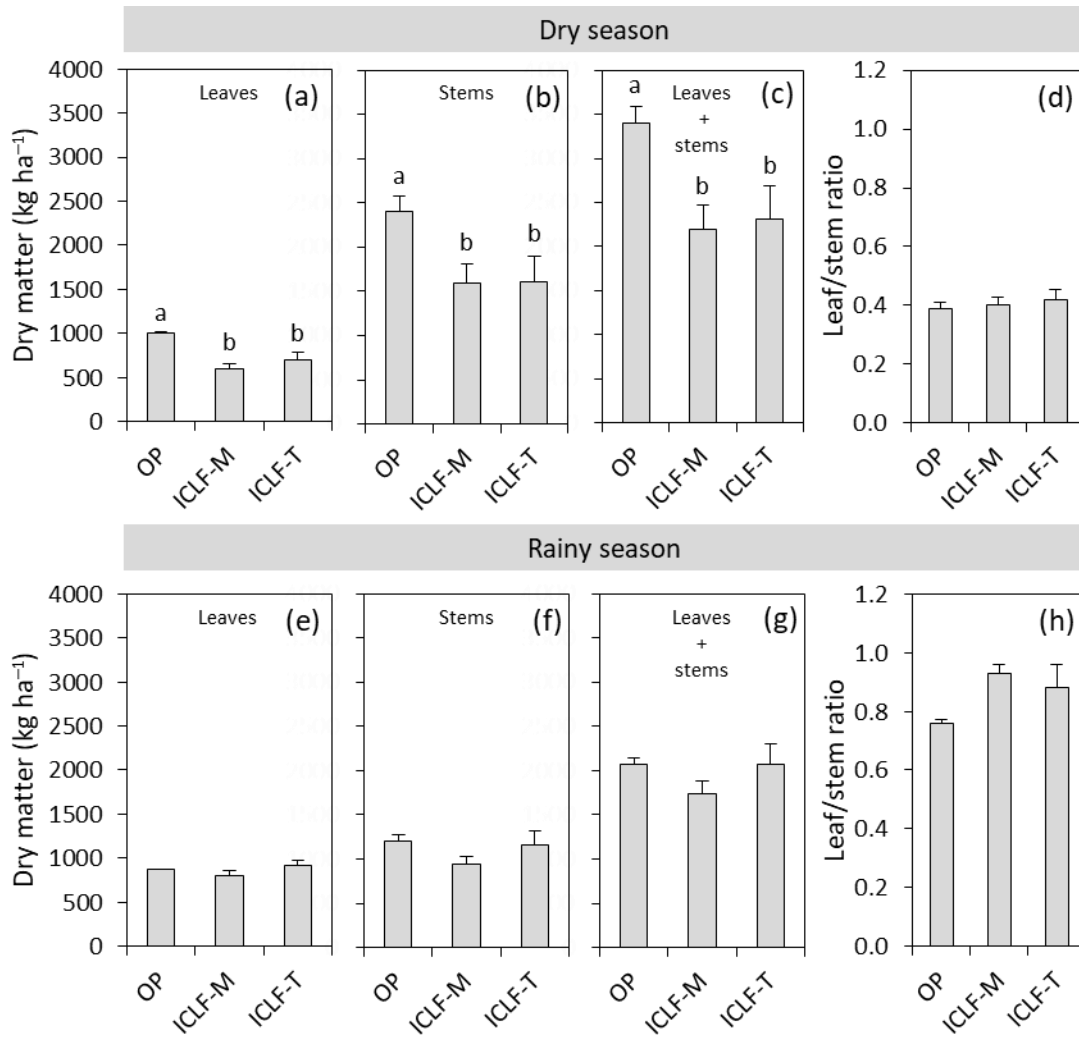 Dry season
Dry matter (kg ha⁻¹)
4000
3500
3000
2500
2000
1500
1000
500
0
Leaves
(a)
a
b
b
OP
ICLF-M
ICLF-T
Stems
(b)
a
b
b
OP
ICLF-M
ICLF-T
Leaves
+
stems
(c)
a
b
b
OP
ICLF-M
ICLF-T
Leaf/stem ratio
1.2
1.0
0.8
0.6
0.4
0.2
0.0
(d)
OP
ICLF-M
ICLF-T
Rainy season
Dry matter (kg ha⁻¹)
4000
3500
3000
2500
2000
1500
1000
500
0
Leaves
(e)
OP
ICLF-M
ICLF-T
Stems
(f)
OP
ICLF-M
ICLF-T
Leaves
+
stems
(g)
OP
ICLF-M
ICLF-T
Leaf/stem ratio
1.2
1.0
0.8
0.6
0.4
0.2
0.0
(h)
OP
ICLF-M
ICLF-T